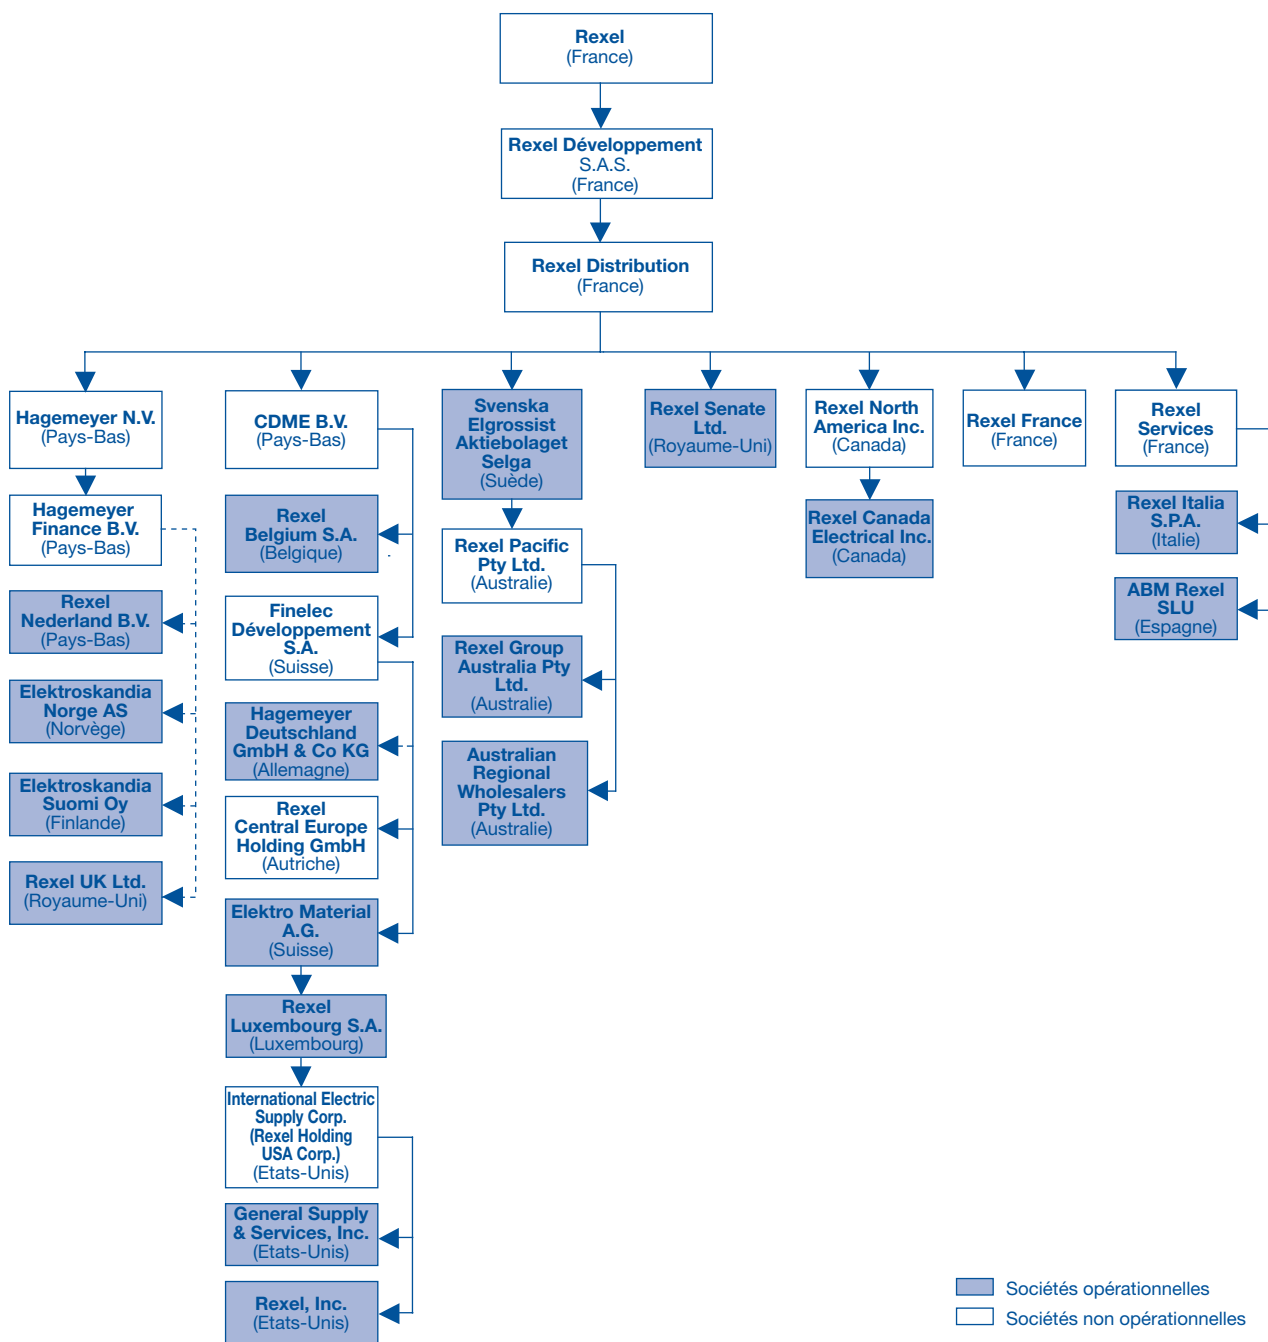 Rexel
(France)
Rexel Développement
S.A.S.
(France)
Rexel Distribution
(France)
Hagemeyer N.V.
(Pays-Bas)
Hagemeyer
Finance B.V.
(Pays-Bas)
Rexel
Nederland B.V.
(Pays-Bas)
Elektroskandia
Norge AS
(Norvège)
Elektroskandia
Suomi Oy
(Finlande)
Rexel UK Ltd.
(Royaume-Uni)
CDME B.V.
(Pays-Bas)
Rexel
Belgium S.A.
(Belgique)
Finelec
Développement
S.A.
(Suisse)
Hagemeyer
Deutschland
GmbH & Co KG
(Allemagne)
Rexel
Central Europe
Holding GmbH
(Autriche)
Elektro Material
A.G.
(Suisse)
Rexel
Luxembourg S.A.
(Luxembourg)
International Electric
Supply Corp.
(Rexel Holding
USA Corp.)
(Etats-Unis)
General Supply
& Services, Inc.
(Etats-Unis)
Rexel, Inc.
(Etats-Unis)
Svenska
Elgrossist
Aktiebolaget
Selga
(Suède)
Rexel Pacific
Pty Ltd.
(Australie)
Rexel Group
Australia Pty
Ltd.
(Australie)
Australian
Regional
Wholesalers
Pty Ltd.
(Australie)
Rexel Senate
Ltd.
(Royaume-Uni)
Rexel North
America Inc.
(Canada)
Rexel Canada
Electrical Inc.
(Canada)
Rexel France
(France)
Rexel
Services
(France)
Rexel Italia
S.P.A.
(Italie)
ABM Rexel
SLU
(Espagne)
Sociétés opérationnelles
Sociétés non opérationnelles